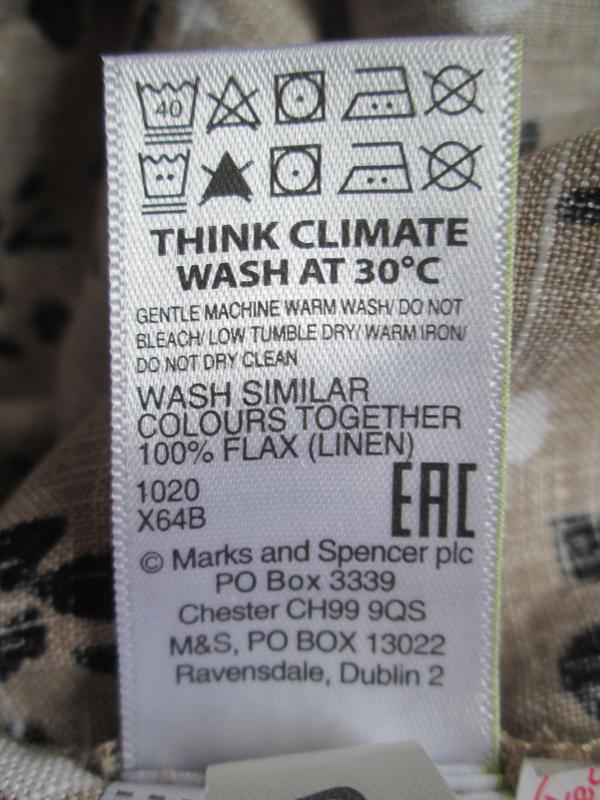 40
THINK CLIMATE
WASH AT 30°C
GENTLE MACHINE WARM WASH/ DO NOT
BLEACH/ LOW TUMBLE DRY/ WARM IRON/
DO NOT DRY CLEAN
WASH SIMILAR
COLOURS TOGETHER
100% FLAX (LINEN)
1020
X64B
EAC
© Marks and Spencer plc
PO Box 3339
Chester CH99 9QS
M&S, PO BOX 13022
Ravensdale, Dublin 2